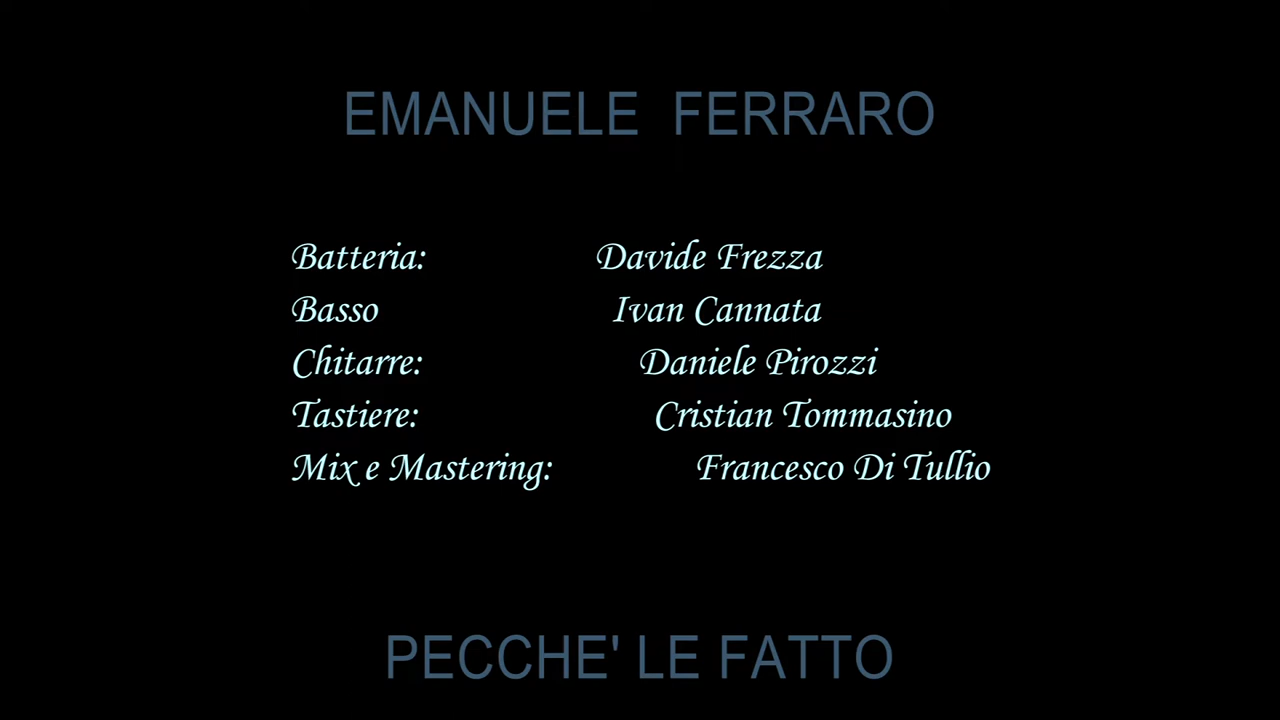 EMANUELE FERRARO
Batteria: Davide Frezza
Basso Ivan Cannata
Chitarre: Daniele Pirozzi
Tastiere: Cristian Tommasino
Mix e Mastering: Francesco Di Tullio
PECCHE' LE FATTO